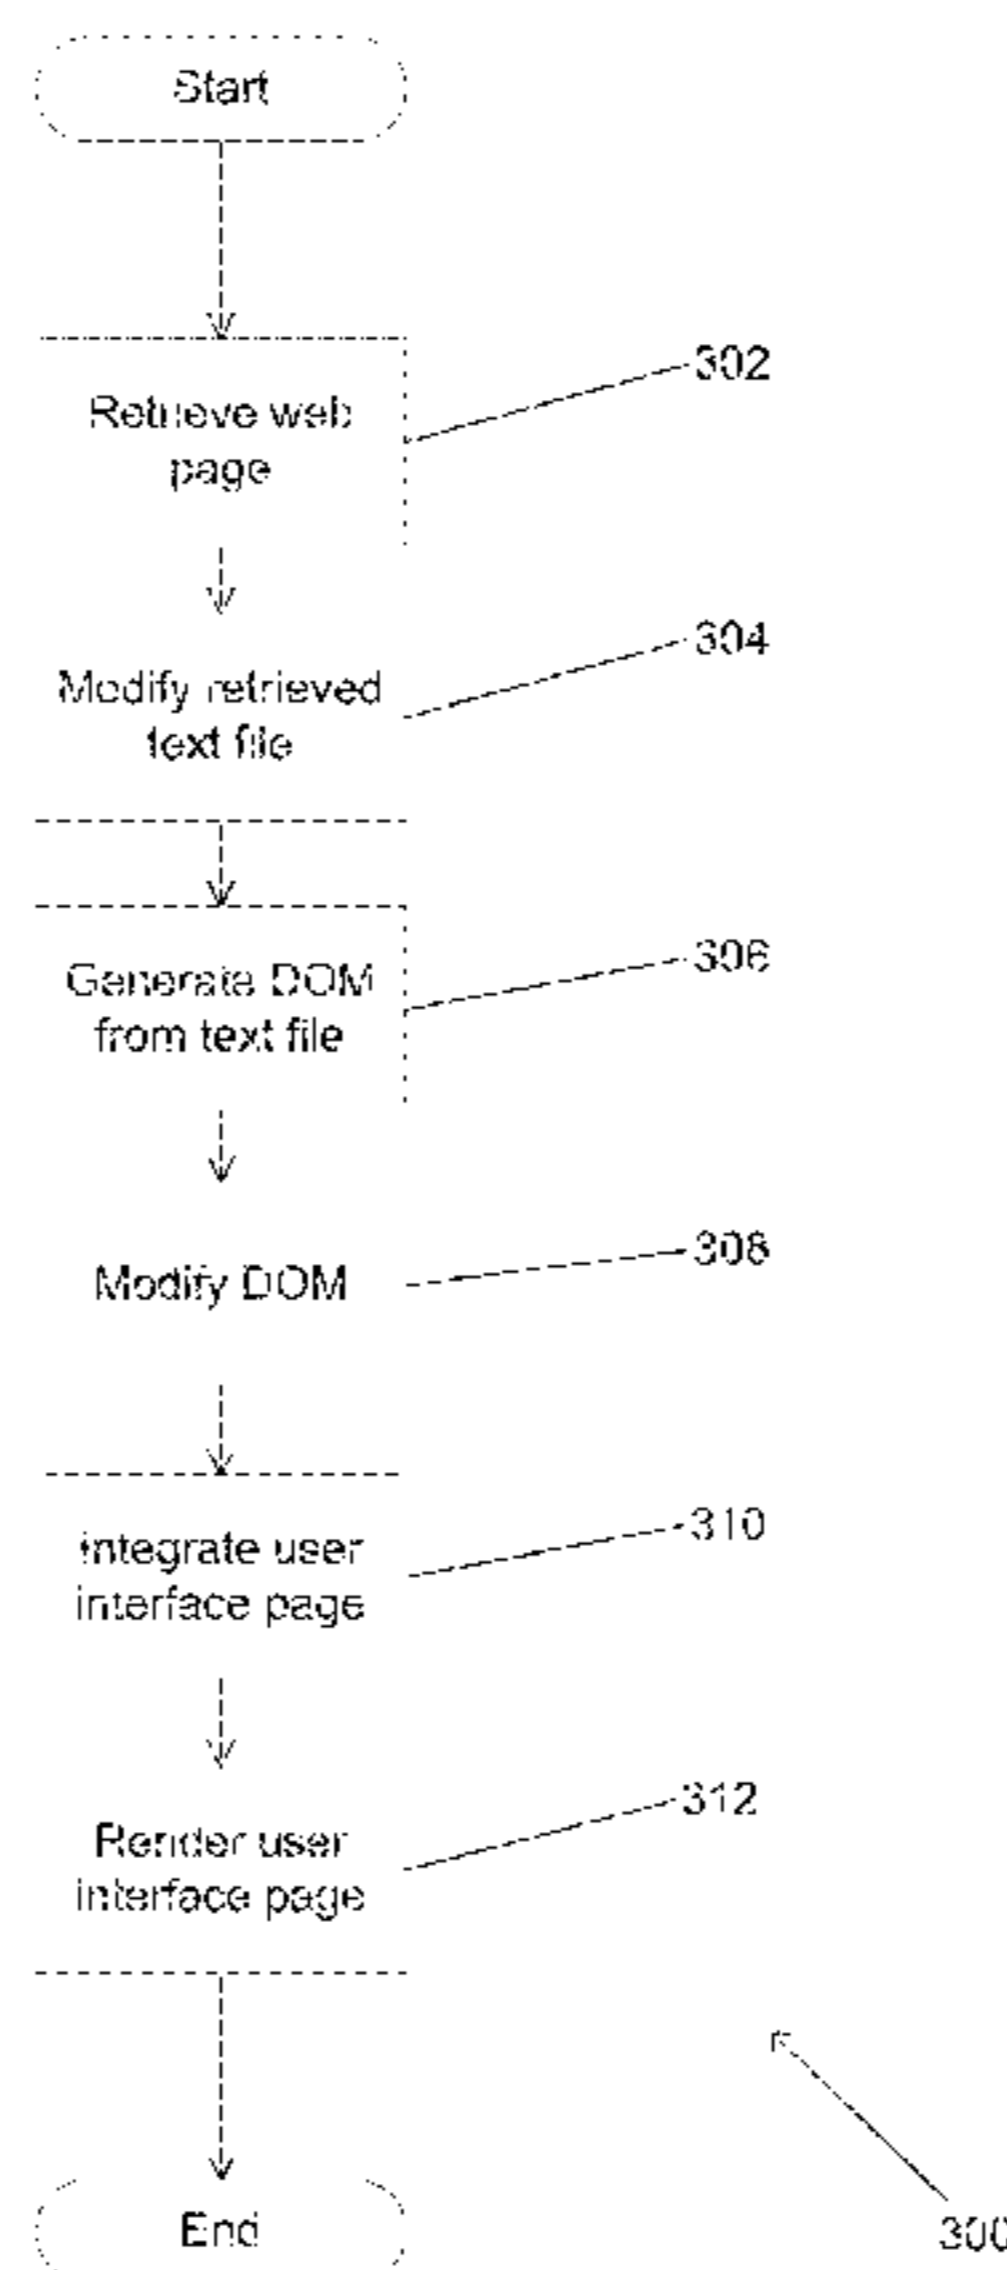 Start
302
Retrieve web
page
304
Modify retrieved
text file
306
Generate DOM
from text file
308
Modify DOM
310
Integrate user
interface page
312
Render user
interface page
End
300